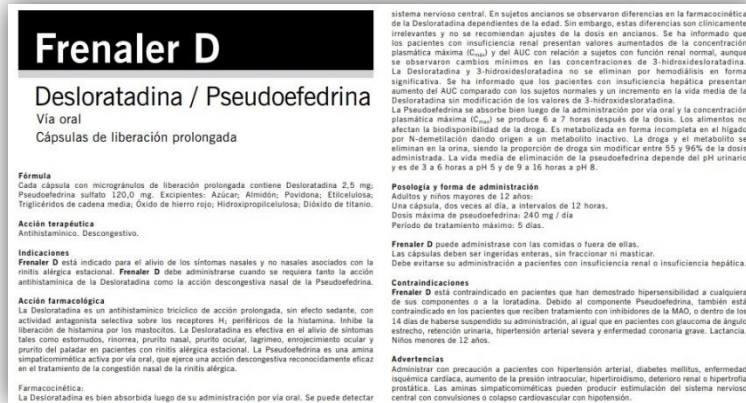 Frenaler D
Desloratadina / Pseudoefedrina
Vía oral
Cápsulas de liberación prolongada
Fórmula
Cada cápsula con microgránulos de liberación prolongada contiene Desloratadina 2,5 mg;
Pseudoefedrina sulfato 120,0 mg. Excipientes: Azúcar; Almidón; Povidona; Etilcelulosa;
Triglicéridos de cadena media; Óxido de hierro rojo; Hidroxipropilcelulosa; Dióxido de titanio.
Acción terapéutica
Antihistamínico. Descongestivo.
Indicaciones
Frenaler D está indicado para el alivio de los síntomas nasales y no nasales asociados con la
rinitis alérgica estacional. Frenaler D debe administrarse cuando se requiera tanto la acción
antihistamínica de la Desloratadina como la acción descongestiva nasal de la Pseudoefedrina.
Acción farmacológica
La Desloratadina es un antihistamínico tricíclico de acción prolongada, sin efecto sedante, con
actividad antagonista selectiva sobre los receptores H1 periféricos de la histamina. Inhibe la
liberación de histamina por los mastocitos. La Desloratadina es efectiva en el alivio de síntomas
tales como estornudos, rinorrea, prurito nasal, prurito ocular, lagrimeo, enrojecimiento ocular y
prurito del paladar en pacientes con rinitis alérgica estacional. La Pseudoefedrina es una amina
simpaticomimética activa por vía oral, que ejerce una acción descongestiva reconocidamente eficaz
en el tratamiento de la congestión nasal de la rinitis alérgica.
Farmacocinética:
La Desloratadina es bien absorbida luego de su administración por vía oral. Se puede detectar
sistema nervioso central. En sujetos ancianos se observaron diferencias en la farmacocinética
de la Desloratadina dependientes de la edad. Sin embargo, estas diferencias son clínicamente
irrelevantes y no se recomiendan ajustes de la dosis en ancianos. Se ha informado que
los pacientes con insuficiencia renal presentan valores aumentados de la concentración
plasmática máxima (Cmax) y del AUC con relación a sujetos con función renal normal, aunque
se observaron cambios mínimos en las concentraciones de 3-hidroxidesloratadina.
La Desloratadina y 3-hidroxidesloratadina no se eliminan por hemodiálisis en forma
significativa. Se ha informado que los pacientes con insuficiencia hepática presentan
aumento del AUC comparado con los sujetos normales y un incremento en la vida media de la
Desloratadina sin modificación de los valores de 3-hidroxidesloratadina.
La Pseudoefedrina se absorbe bien luego de la administración por vía oral y la concentración
plasmática máxima (Cmax) se produce 6 a 7 horas después de la dosis. Los alimentos no
afectan la biodisponibilidad de la droga. Es metabolizada en forma incompleta en el hígado
por N-demetilación dando origen a un metabolito inactivo. La droga y el metabolito se
eliminan en la orina, siendo la proporción de droga sin modificar entre 55 y 96% de la dosis
administrada. La vida media de eliminación de la pseudoefedrina depende del pH urinario
y es de 3 a 6 horas a pH 5 y de 9 a 16 horas a pH 8.
Posología y forma de administración
Adultos y niños mayores de 12 años:
Una cápsula, dos veces al día, a intervalos de 12 horas.
Dosis máxima de pseudoefedrina: 240 mg / día
Período de tratamiento máximo: 5 días.
Frenaler D puede administrase con las comidas o fuera de ellas.
Las cápsulas deben ser ingeridas enteras, sin fraccionar ni masticar.
Debe evitarse su administración a pacientes con insuficiencia renal o insuficiencia hepática.
Contraindicaciones
Frenaler D está contraindicado en pacientes que han demostrado hipersensibilidad a cualquiera
de sus componentes o a la loratadina. Debido al componente Pseudoefedrina, también está
contraindicado en los pacientes que reciben tratamiento con inhibidores de la MAO, o dentro de los
14 días de haberse suspendido su administración, al igual que en pacientes con glaucoma de ángulo
estrecho, retención urinaria, hipertensión arterial severa y enfermedad coronaria grave. Lactancia.
Niños menores de 12 años.
Advertencias
Administrar con precaución a pacientes con hipertensión arterial, diabetes mellitus, enfermedad
isquémica cardíaca, aumento de la presión intraocular, hipertiroidismo, deterioro renal o hipertrofia
prostática. Las aminas simpaticomiméticas pueden producir estimulación del sistema nervioso
central con convulsiones o colapso cardiovascular con hipotensión.